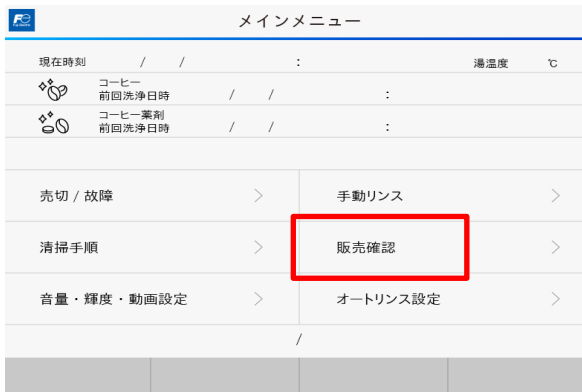 メインメニュー
現在時刻 / / : 湯温度 ℃
コーヒー
前回洗浄日時 / / :
コーヒー薬剤
前回洗浄日時 / / :
売切 / 故障
手動リンス
清掃手順
販売確認
音量・輝度・動画設定
オートリンス設定
/